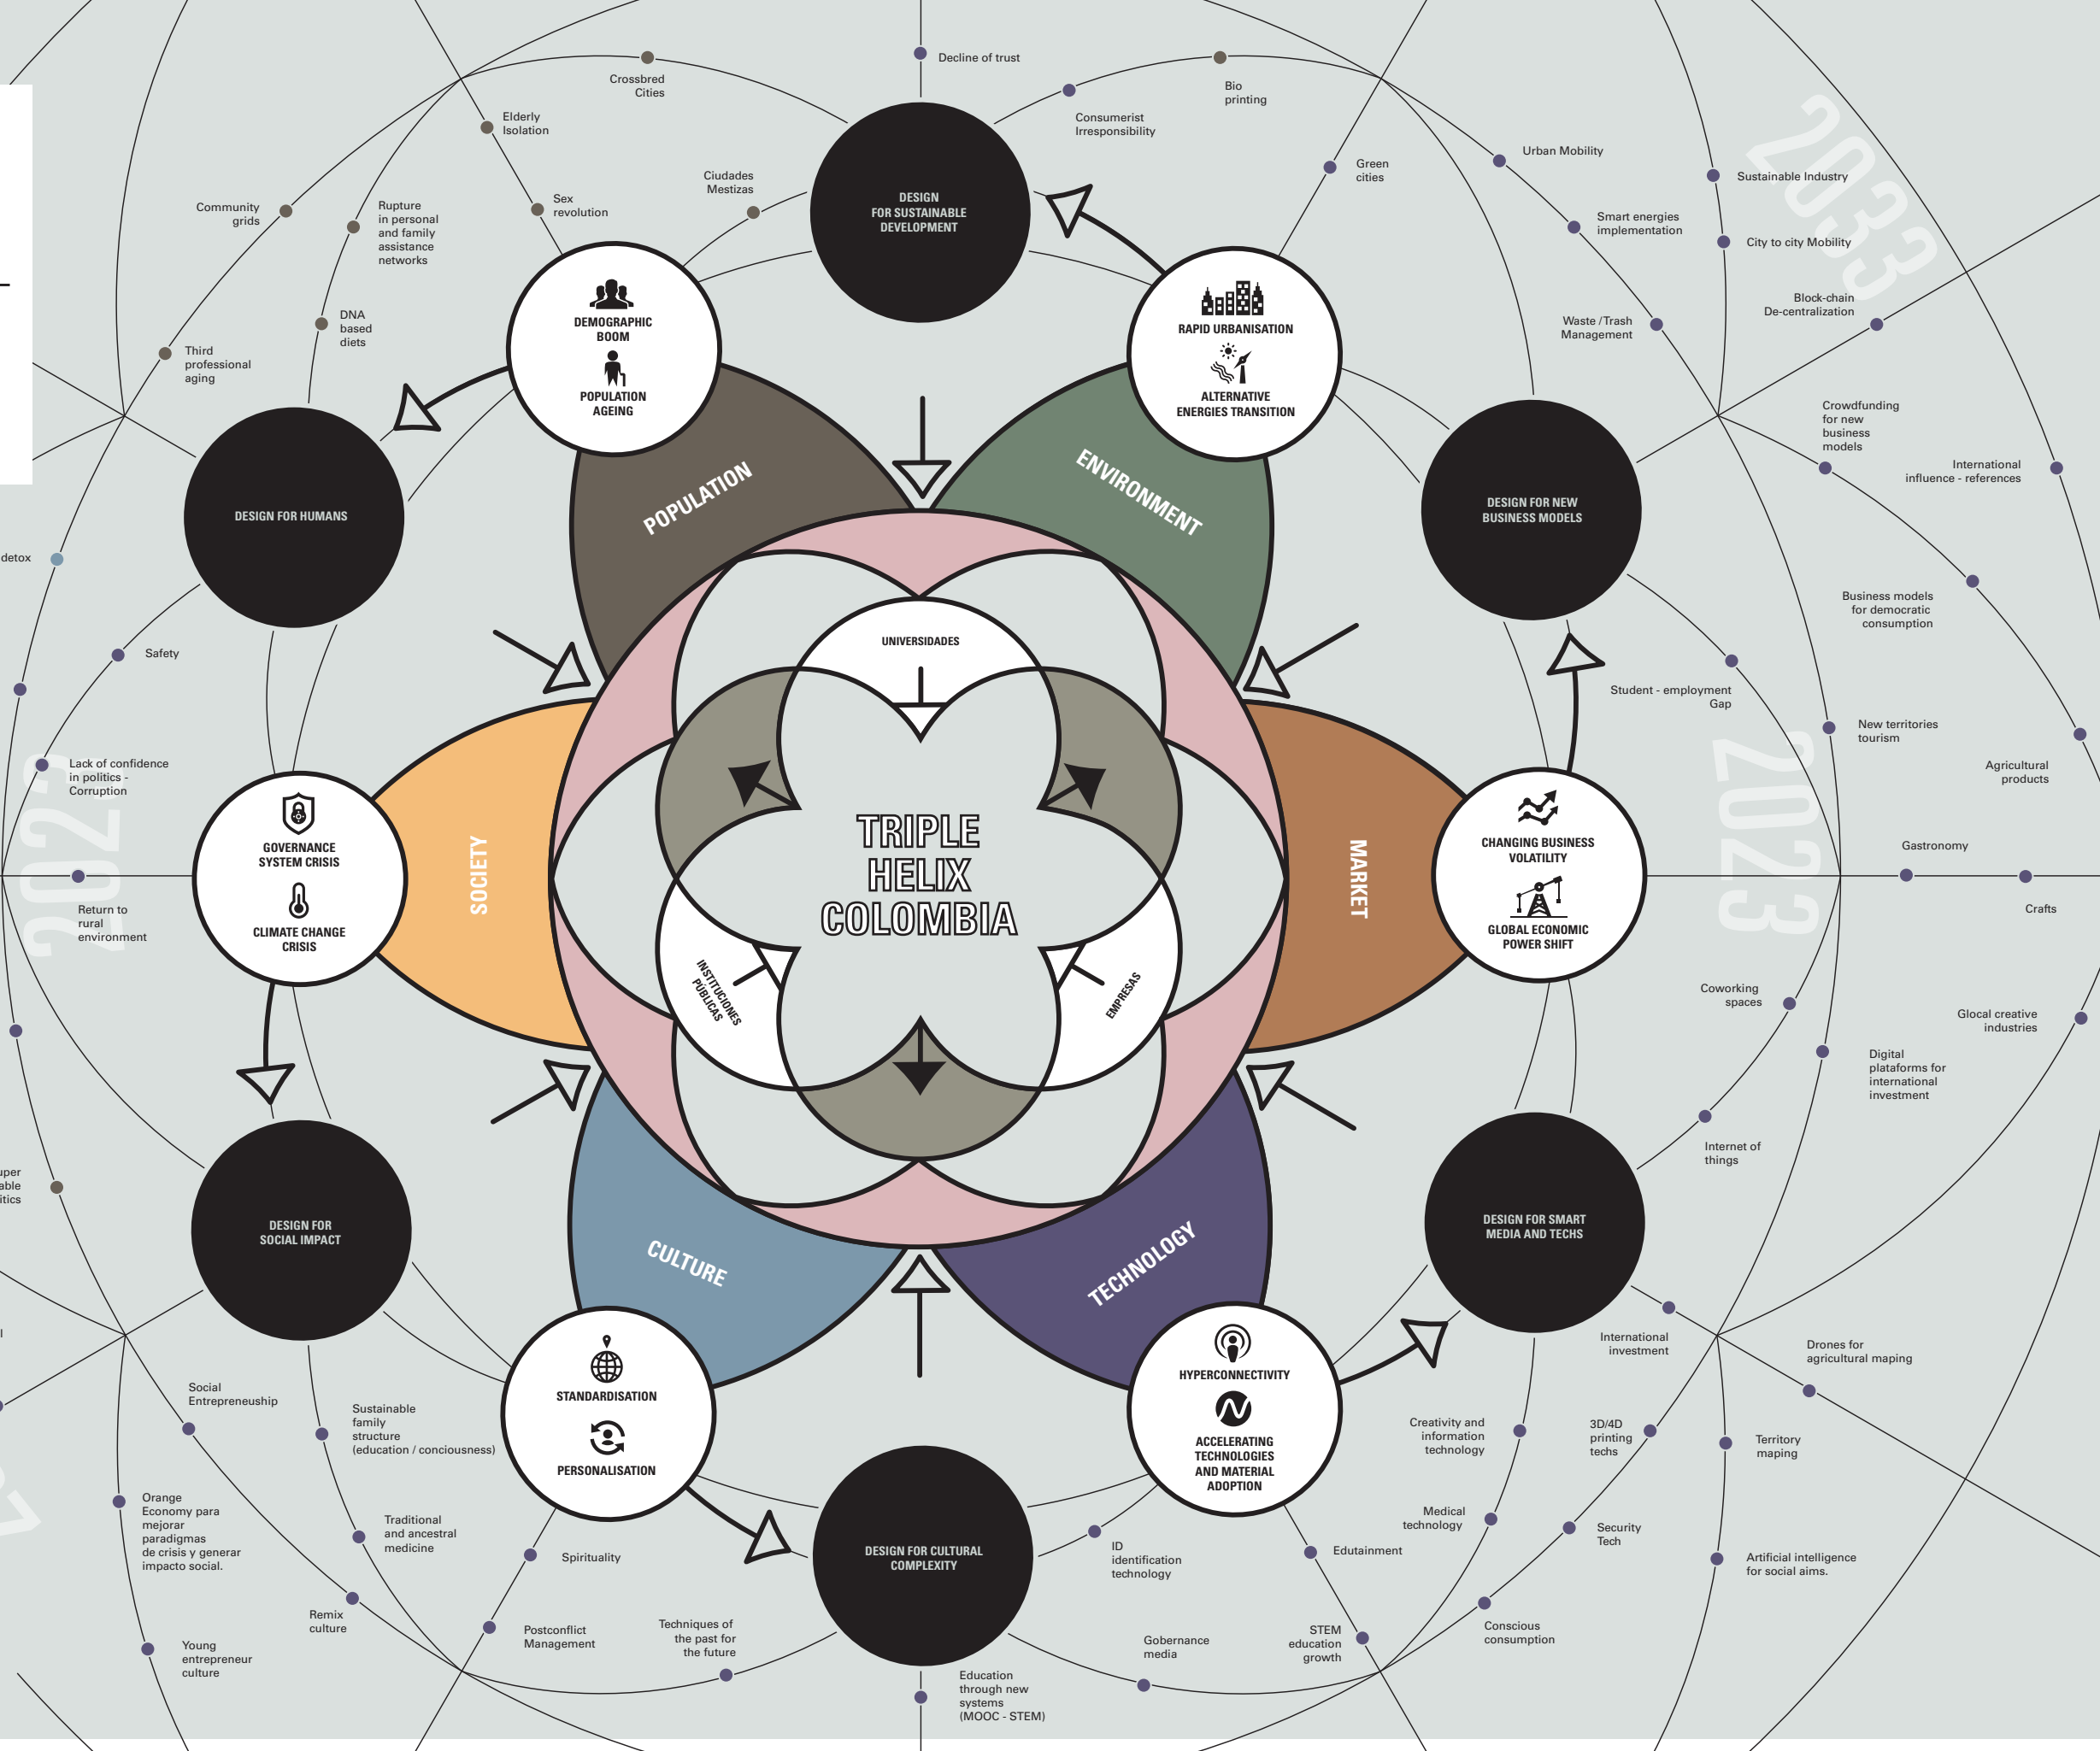 Decline of trust
Crossbred
Cities
Bio
printing
Consumerist
Irresponsibility
Elderly
Isolation
Urban Mobility
Green
cities
Sustainable Industry
Ciudades
Mestizas
Sex
revolution
Community
grids
Rupture
in personal
and family
assistance
networks
DESIGN
FOR SUSTAINABLE
DEVELOPMENT
Smart energies
implementation
City to city Mobility
2033
Block-chain
De-centralization
DNA
based
diets
Waste /Trash
Management
Third
professional
aging
DEMOGRAPHIC
BOOM
POPULATION
AGEING
RAPID URBANISATION
ALTERNATIVE
ENERGIES TRANSITION
Crowdfunding
for new
business
models
International
influence - references
POPULATION
ENVIRONMENT
DESIGN FOR HUMANS
DESIGN FOR NEW
BUSINESS MODELS
detox
Business models
for democratic
consumption
Safety
UNIVERSIDADES
Student - employment
Gap
New territories
tourism
Lack of confidence
in politics -
Corruption
2027
2023
Agricultural
products
GOVERNANCE
SYSTEM CRISIS
CLIMATE CHANGE
CRISIS
SOCIETY
TRIPLE
HELIX
COLOMBIA
MARKET
CHANGING BUSINESS
VOLATILITY
GLOBAL ECONOMIC
POWER SHIFT
Gastronomy
Crafts
Return to
rural
environment
INSTITUCIONES
PÚBLICAS
EMPRESAS
Coworking
spaces
Glocal creative
industries
Digital
plataforms for
international
investment
Internet of
things
DESIGN FOR
SOCIAL IMPACT
CULTURE
TECHNOLOGY
DESIGN FOR SMART
MEDIA AND TECHS
International
investment
Drones for
agricultural maping
Social
Entrepreneurship
Sustainable
family
structure
(education / conciousness)
STANDARDISATION
PERSONALISATION
HYPERCONNECTIVITY
ACCELERATING
TECHNOLOGIES
AND MATERIAL
ADOPTION
Creativity and
information
technology
3D/4D
printing
techs
Territory
maping
Orange
Economy para
mejorar
paradigmas
de crisis y generar
impacto social.
Traditional
and ancestral
medicine
Spirituality
DESIGN FOR CULTURAL
COMPLEXITY
ID
identification
technology
Edutainment
Medical
technology
Security
Tech
Artificial intelligence
for social aims.
Remix
culture
Postconflict
Management
Techniques of
the past for
the future
Gobernance
media
STEM
education
growth
Conscious
consumption
Young
entrepreneur
culture
Education
through new
systems
(MOOC - STEM)